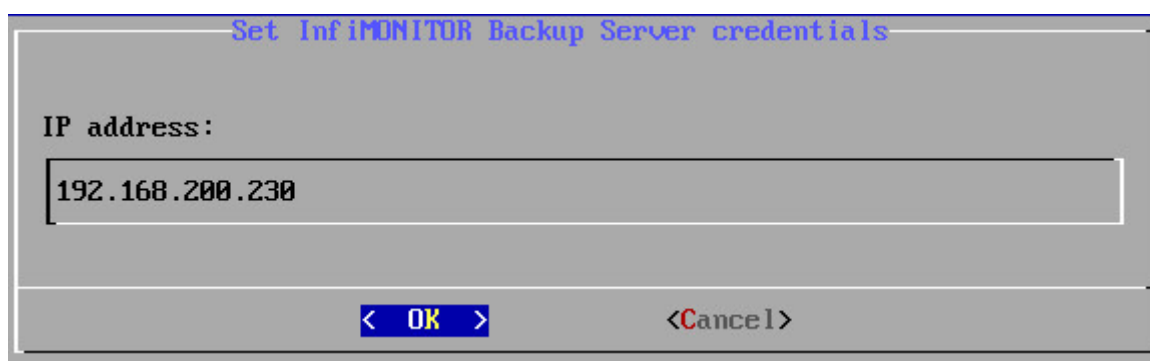 Set InfiMONITOR Backup Server credentials
IP address:
192.168.200.230
< OK > <Cancel>